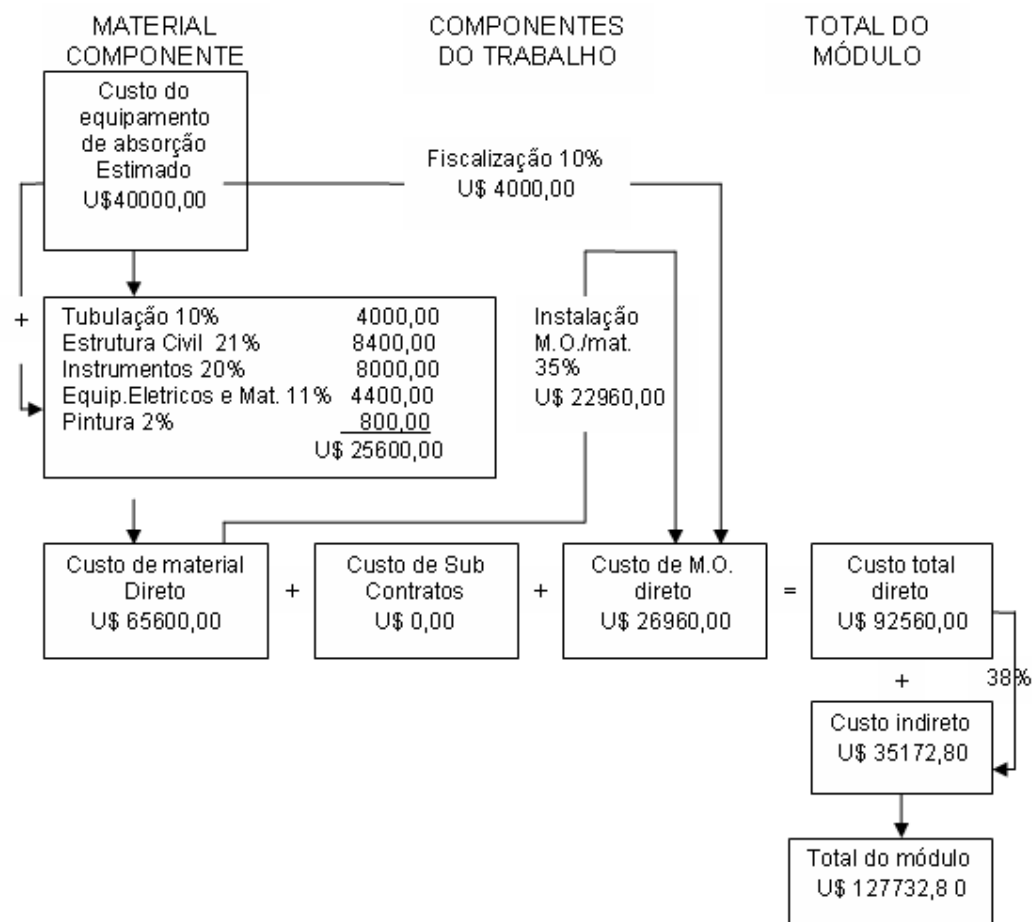 MATERIAL
COMPONENTE
COMPONENTES
DO TRABALHO
TOTAL DO
MÓDULO
Custo do
equipamento
de absorção
Estimado
U$40000,00
Fiscalização 10%
U$ 4000,00
+
Tubulação 10% 4000,00
Estrutura Civil 21% 8400,00
Instrumentos 20% 8000,00
Equip.Eletricos e Mat. 11% 4400,00
Pintura 2% 800,00
U$ 25600,00
Instalação
M.O./mat.
35%
U$ 22960,00
Custo de material
Direto
U$ 65600,00
+
Custo de Sub
Contratos
U$ 0,00
+
Custo de M.O.
direto
U$ 26960,00
=
Custo total
direto
U$ 92560,00
+
38%
Custo indireto
U$ 35172,80
Total do módulo
U$ 127732,8 0